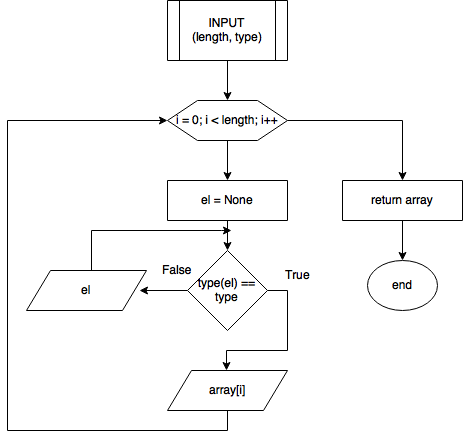 INPUT
(length, type)
i = 0; i < length; i++
el = None
return array
False
True
type(el) ==
type
el
end
array[i]